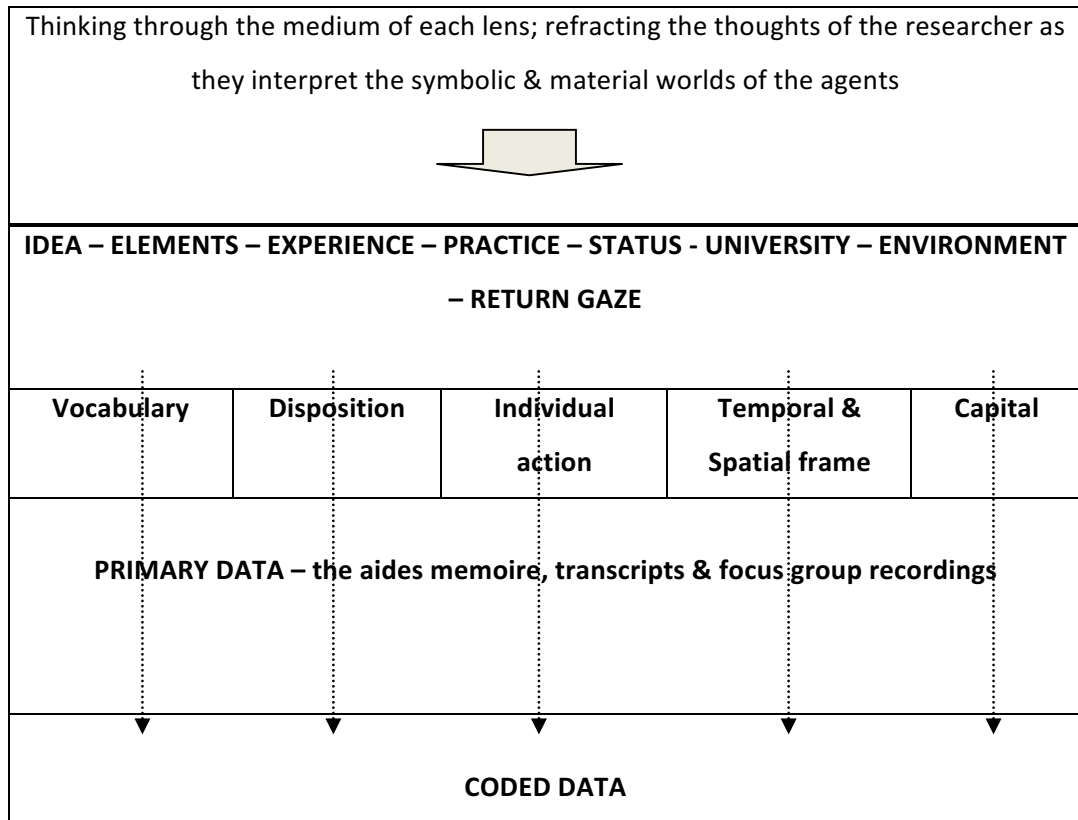 Thinking through the medium of each lens; refracting the thoughts of the researcher as
they interpret the symbolic & material worlds of the agents
IDEA – ELEMENTS – EXPERIENCE – PRACTICE – STATUS - UNIVERSITY – ENVIRONMENT
– RETURN GAZE
Vocabulary
Disposition
Individual
action
Temporal &
Spatial frame
Capital
PRIMARY DATA – the aides memoire, transcripts & focus group recordings
CODED DATA